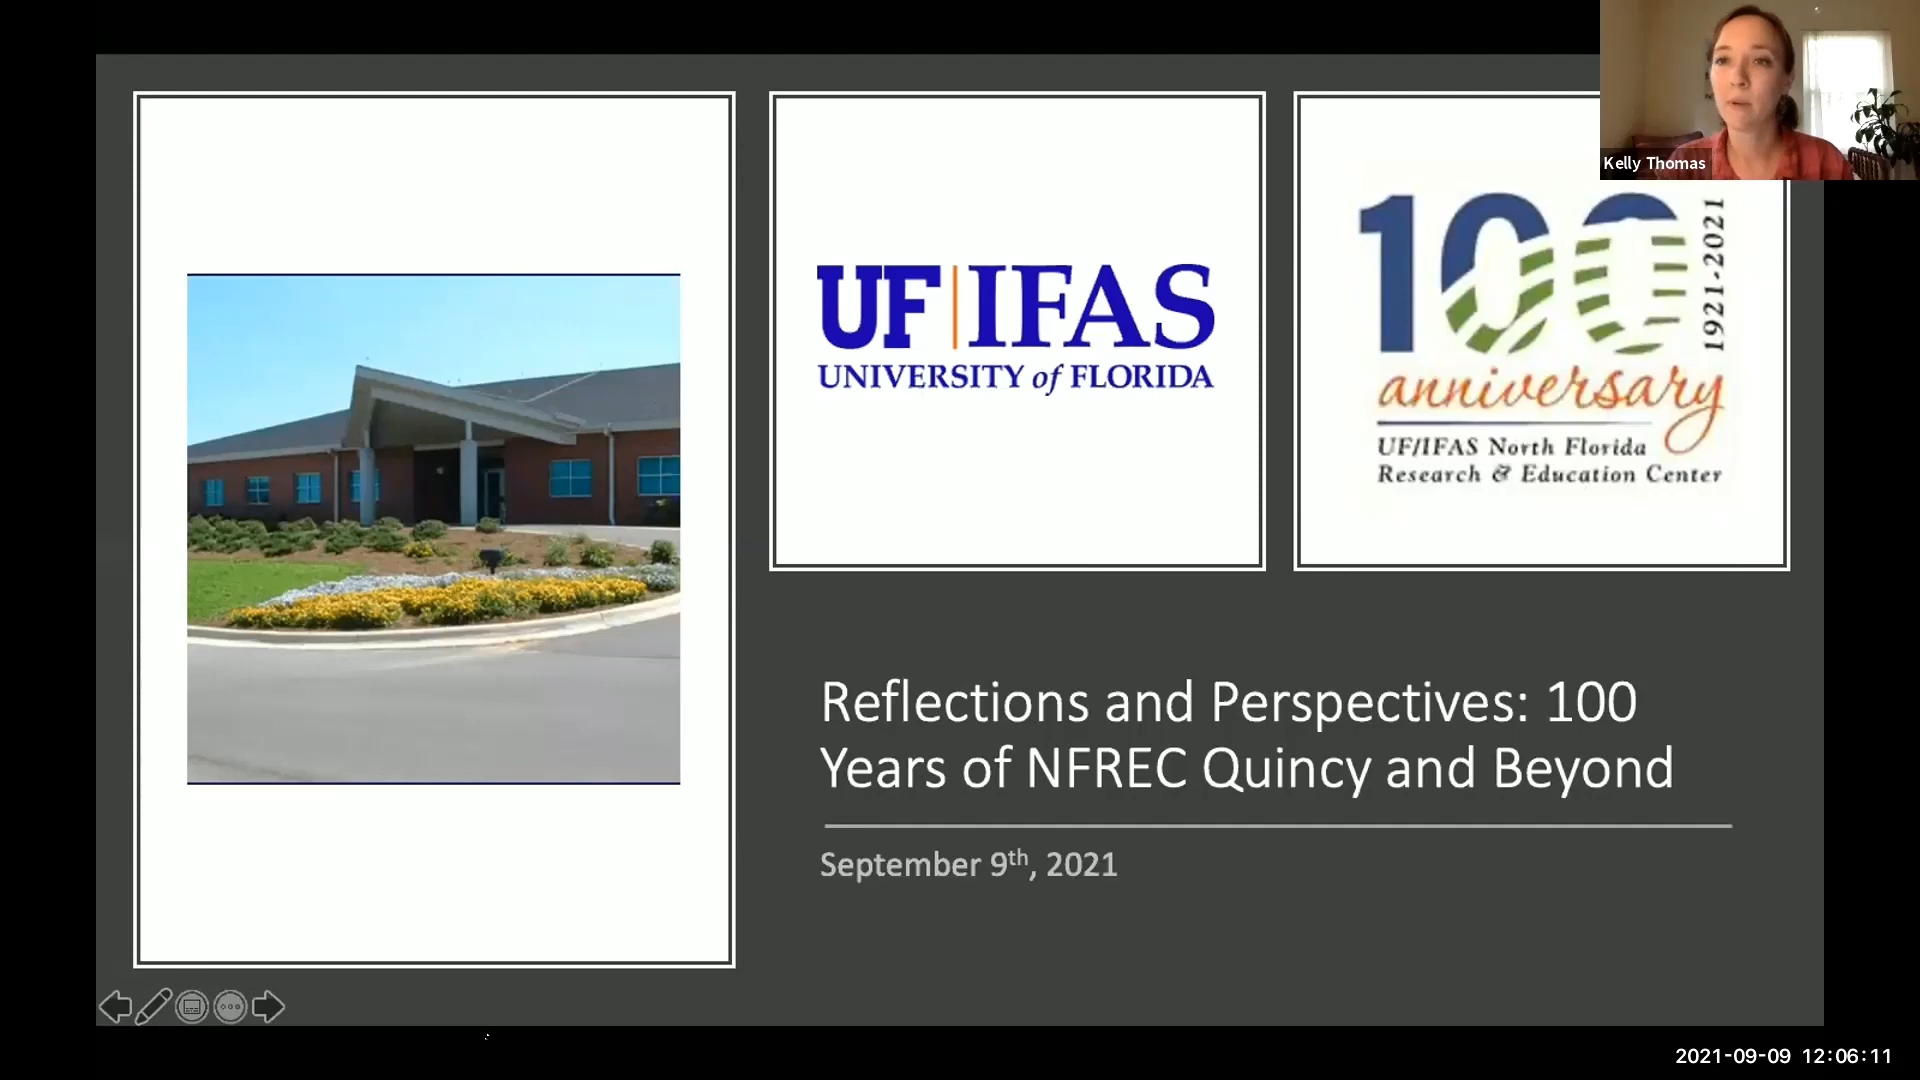 Kelly Thomas
UF|IFAS
UNIVERSITY of FLORIDA
100
1921-2021
anniversary
UF/IFAS North Florida
Research & Education Center
Reflections and Perspectives: 100
Years of NFREC Quincy and Beyond
September 9th, 2021
2021-09-09 12:06:11